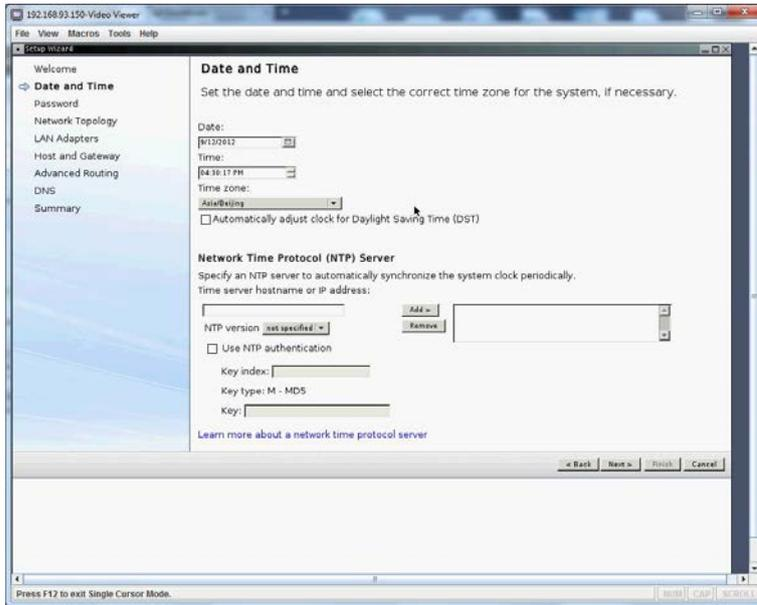 192.168.93.150-Video Viewer
File View Macros Tools Help
Setup Wizard
Welcome
Date and Time
Password
Network Topology
LAN Adapters
Host and Gateway
Advanced Routing
DNS
Summary
Date and Time
Set the date and time and select the correct time zone for the system, if necessary.
Date:
9/12/2012
Time:
04:30:17 PM
Time zone:
Asia/Beijing
Automatically adjust clock for Daylight Saving Time (DST)
Network Time Protocol (NTP) Server
Specify an NTP server to automatically synchronize the system clock periodically.
Time server hostname or IP address:
Add »
NTP version not specified
Remove
Use NTP authentication
Key index:
Key type: M - MD5
Key:
Learn more about a network time protocol server
« Back Next » Finish Cancel
Press F12 to exit Single Cursor Mode.
NUM CAP SCROLL